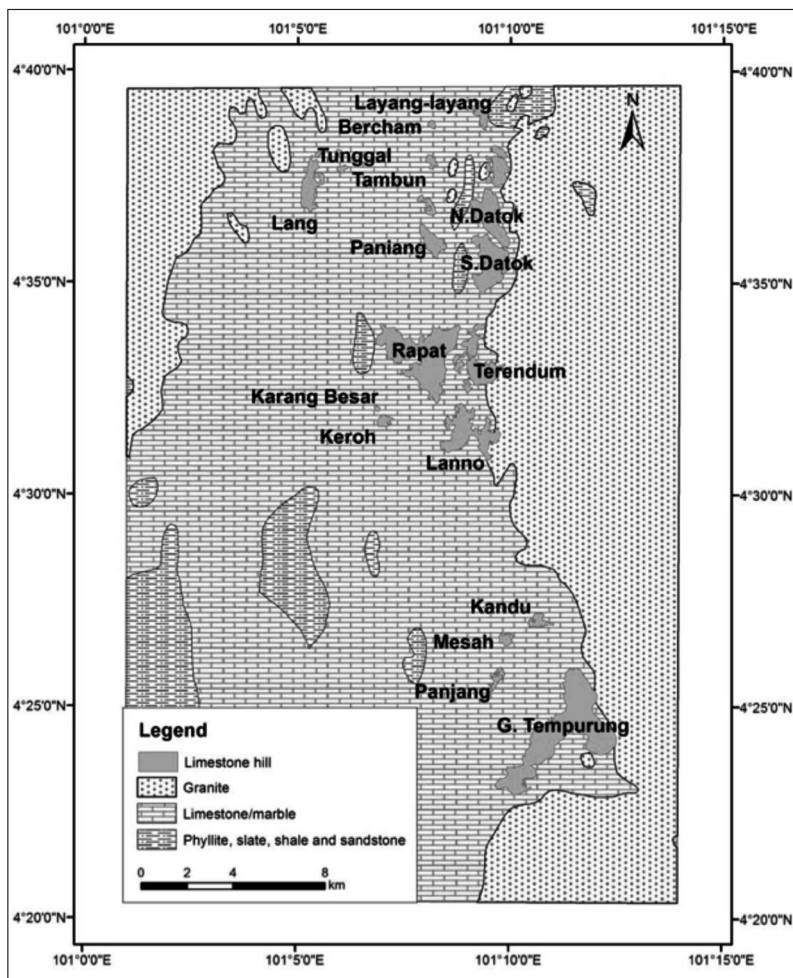 101°0'0"E
101°5'0"E
101°10'0"E
101°15'0"E
4°40'0"N
4°40'0"N
N
Layang-layang
Bercham
Tunggal
Tambun
Lang
N.Datok
Paniang
S.Datok
4°35'0"N
4°35'0"N
Rapat
Terendum
Karang Besar
Keroh
Lanno
4°30'0"N
4°30'0"N
Kandu
Mesah
Panjang
4°25'0"N
4°25'0"N
G. Tempurung
Legend
Limestone hill
Granite
Limestone/marble
Phyllite, slate, shale and sandstone
0 2 4 8
km
4°20'0"N
4°20'0"N
101°0'0"E
101°5'0"E
101°10'0"E
101°15'0"E